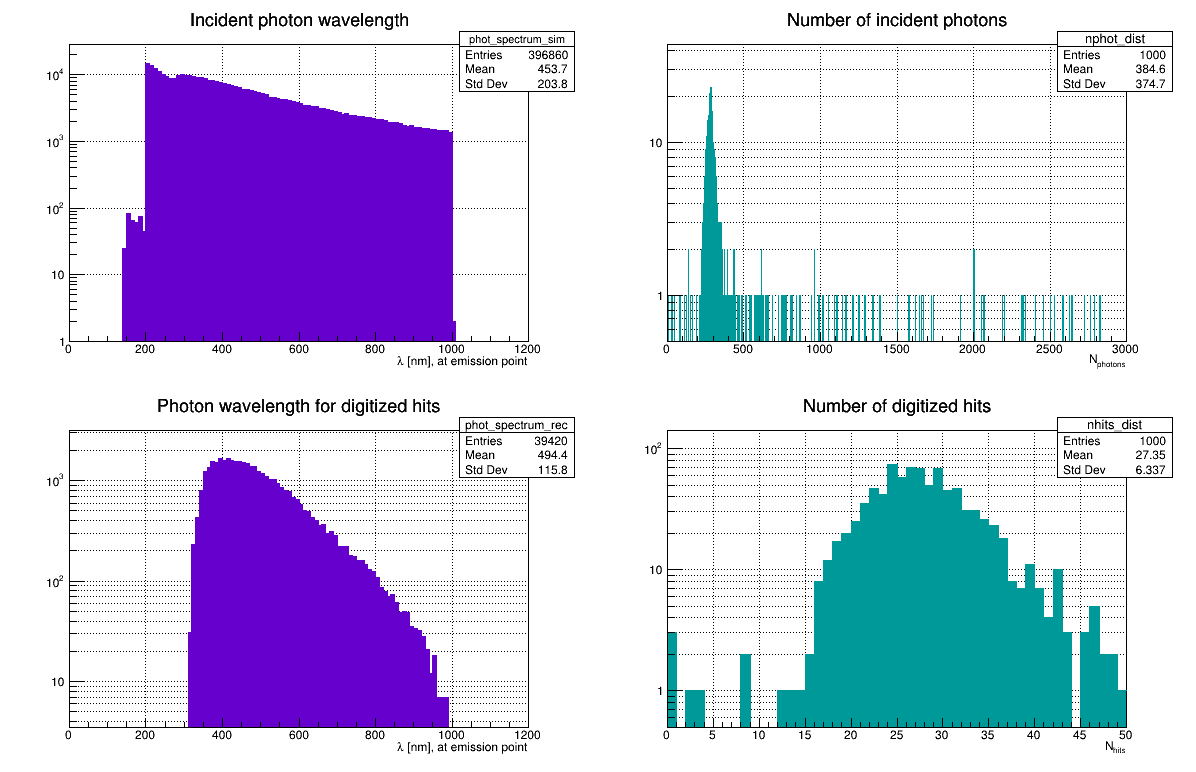 Incident photon wavelength
phot_spectrum_sim
Entries 396860
Mean 453.7
Std Dev 203.8
10^4
10^3
10^2
10
1
0 200 400 600 800 1000 1200
λ [nm], at emission point
Number of incident photons
nphot_dist
Entries 1000
Mean 384.6
Std Dev 374.7
10
1
0 500 1000 1500 2000 2500 3000
N_photons
Photon wavelength for digitized hits
phot_spectrum_rec
Entries 39420
Mean 494.4
Std Dev 115.8
10^3
10^2
10
0 200 400 600 800 1000 1200
λ [nm], at emission point
Number of digitized hits
nhits_dist
Entries 1000
Mean 27.35
Std Dev 6.337
10^2
10
1
0 5 10 15 20 25 30 35 40 45 50
N_hits